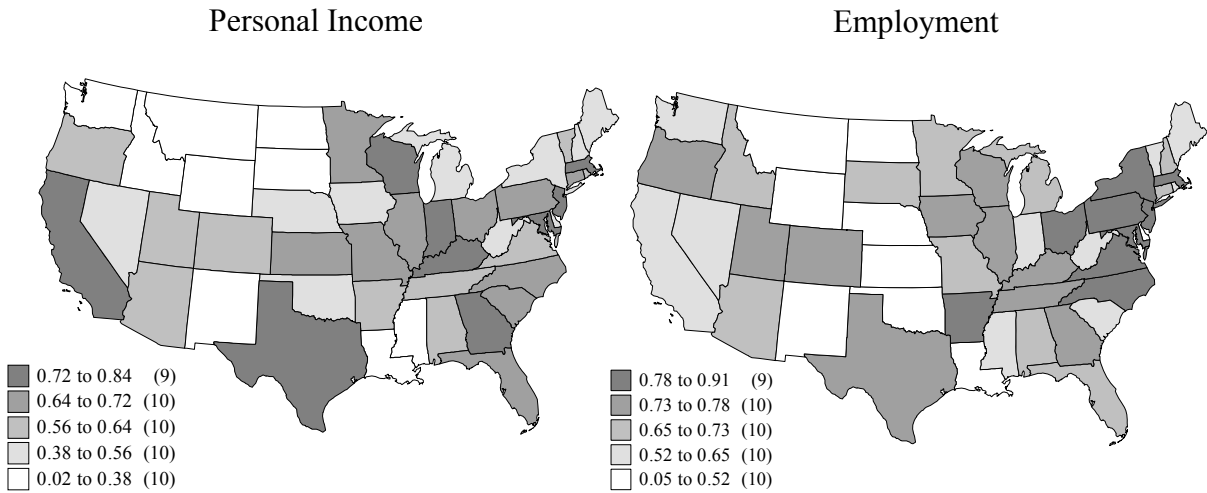 Personal Income
Employment
0.72 to 0.84 (9)
0.64 to 0.72 (10)
0.56 to 0.64 (10)
0.38 to 0.56 (10)
0.02 to 0.38 (10)
0.78 to 0.91 (9)
0.73 to 0.78 (10)
0.65 to 0.73 (10)
0.52 to 0.65 (10)
0.05 to 0.52 (10)